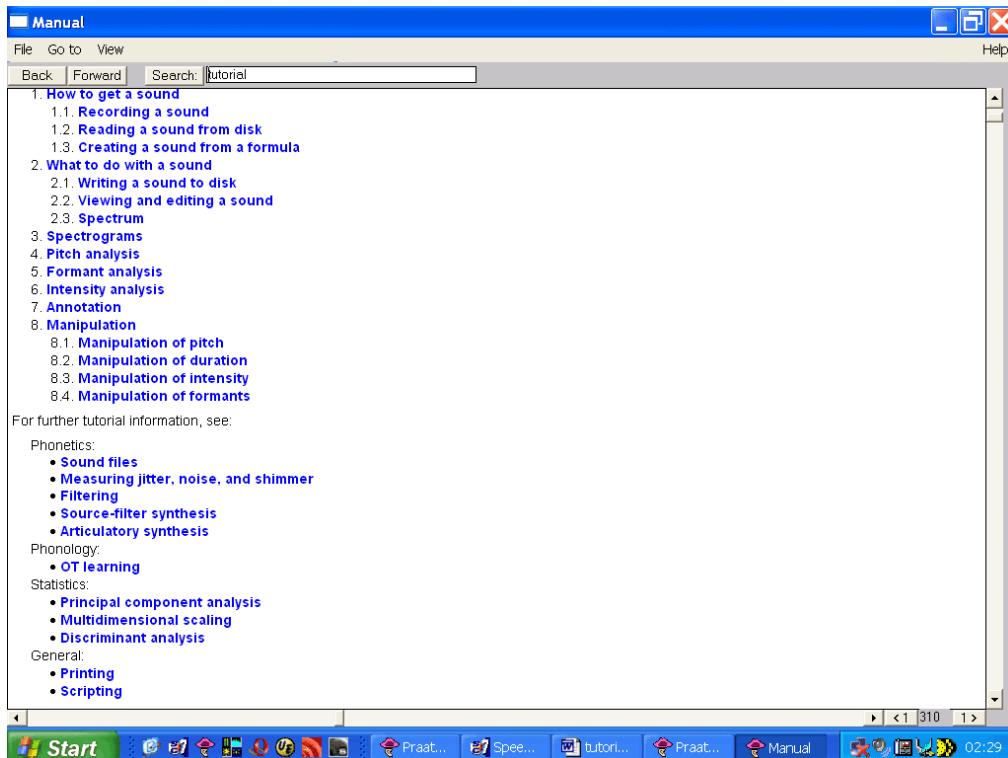 Manual
File Go to View Help
Back Forward Search: tutorial
1. How to get a sound
1.1. Recording a sound
1.2. Reading a sound from disk
1.3. Creating a sound from a formula
2. What to do with a sound
2.1. Writing a sound to disk
2.2. Viewing and editing a sound
2.3. Spectrum
3. Spectrograms
4. Pitch analysis
5. Formant analysis
6. Intensity analysis
7. Annotation
8. Manipulation
8.1. Manipulation of pitch
8.2. Manipulation of duration
8.3. Manipulation of intensity
8.4. Manipulation of formants
For further tutorial information, see:
Phonetics:
• Sound files
• Measuring jitter, noise, and shimmer
• Filtering
• Source-filter synthesis
• Articulatory synthesis
Phonology:
• OT learning
Statistics:
• Principal component analysis
• Multidimensional scaling
• Discriminant analysis
General:
• Printing
• Scripting
< 1 310 1 >
Start Praat... Spee... tutori... Praat... Manual 02:29